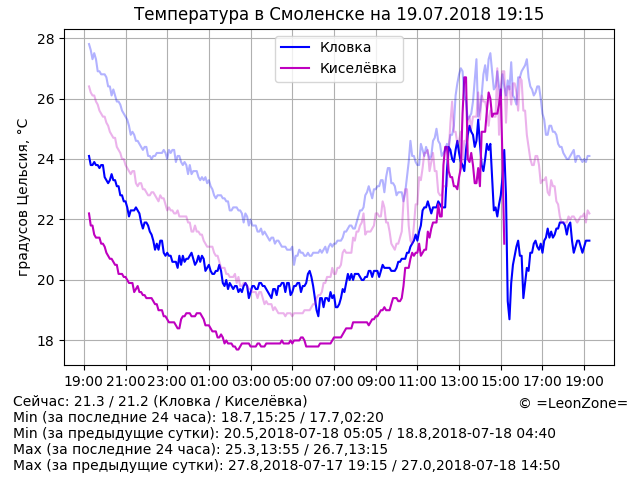 Температура в Смоленске на 19.07.2018 19:15
Кловка
Киселёвка
градусов Цельсия, °C
28
26
24
22
20
18
19:00 21:00 23:00 01:00 03:00 05:00 07:00 09:00 11:00 13:00 15:00 17:00 19:00
Сейчас: 21.3 / 21.2 (Кловка / Киселёвка)
© =LeonZone=
Min (за последние 24 часа): 18.7,15:25 / 17.7,02:20
Min (за предыдущие сутки): 20.5,2018-07-18 05:05 / 18.8,2018-07-18 04:40
Max (за последние 24 часа): 25.3,13:55 / 26.7,13:15
Max (за предыдущие сутки): 27.8,2018-07-17 19:15 / 27.0,2018-07-18 14:50